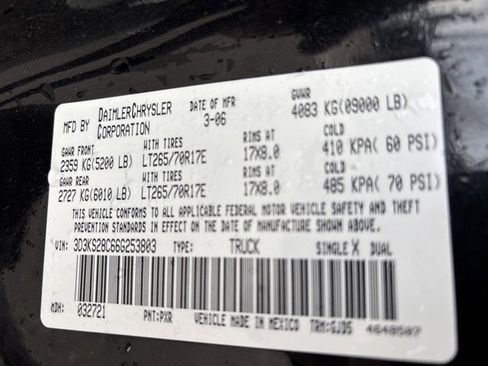 MFD BY DAIMLERCHRYSLER CORPORATION DATE OF MFR 3-06 GVWR 4083 KG(09000 LB)
GAWR FRONT WITH TIRES RIMS AT COLD
2359 KG(5200 LB) LT265/70R17E 17X8.0 410 KPA( 60 PSI)
GAWR REAR WITH TIRES RIMS AT COLD
2727 KG(6010 LB) LT265/70R17E 17X8.0 485 KPA( 70 PSI)
THIS VEHICLE CONFORMS TO ALL APPLICABLE FEDERAL MOTOR VEHICLE SAFETY AND THEFT
PREVENTION STANDARDS IN EFFECT ON THE DATE OF MANUFACTURE SHOWN ABOVE.
VIN: 3D3KS28C66G253803 TYPE: TRUCK SINGLE X DUAL
MDH: 032721 PNT:PXR VEHICLE MADE IN MEXICO TRM:GJD5 4648507